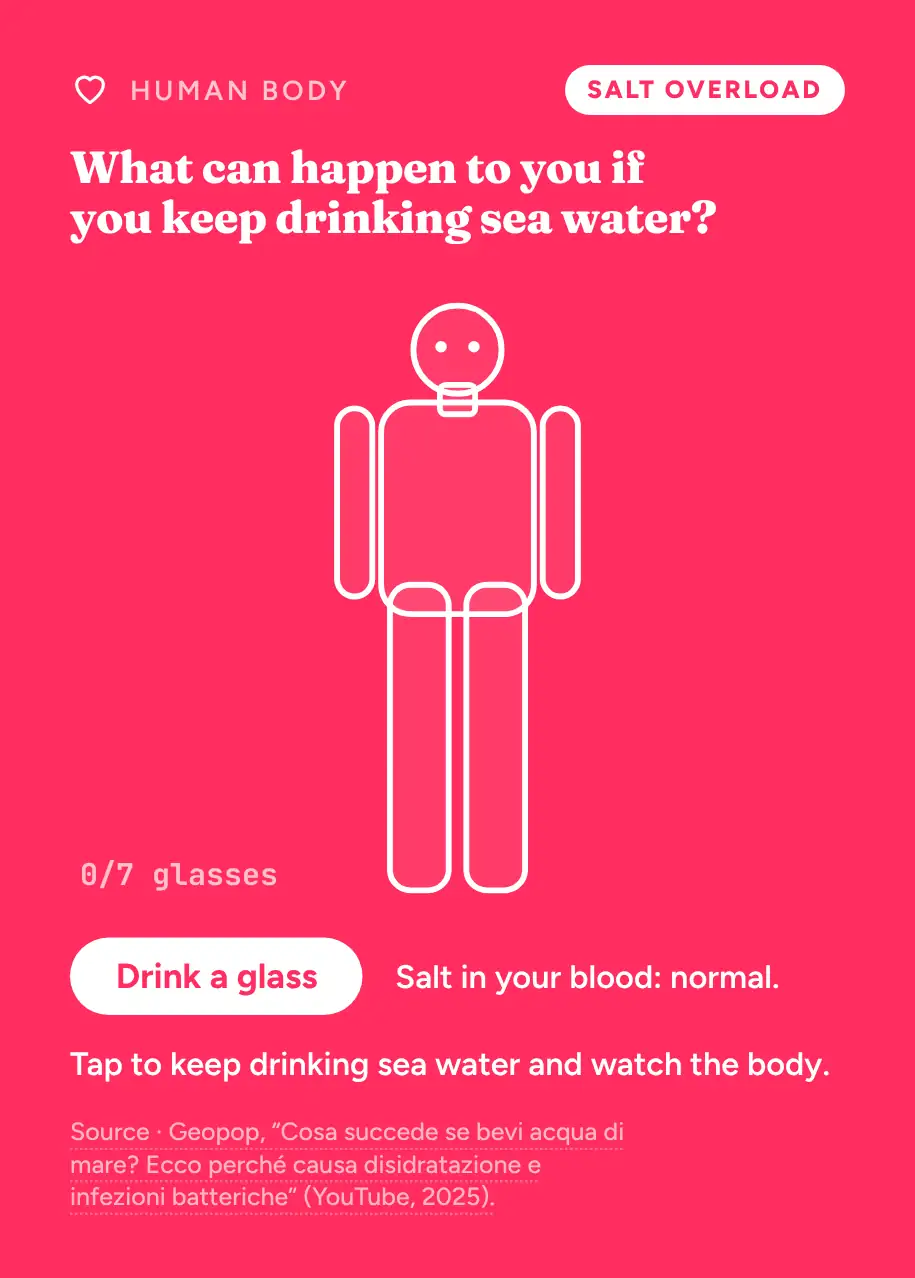 HUMAN BODY
SALT OVERLOAD
What can happen to you if
you keep drinking sea water?
0/7 glasses
Drink a glass
Salt in your blood: normal.
Tap to keep drinking sea water and watch the body.
Source · Geopop, “Cosa succede se bevi acqua di
mare? Ecco perché causa disidratazione e
infezioni batteriche” (YouTube, 2025).